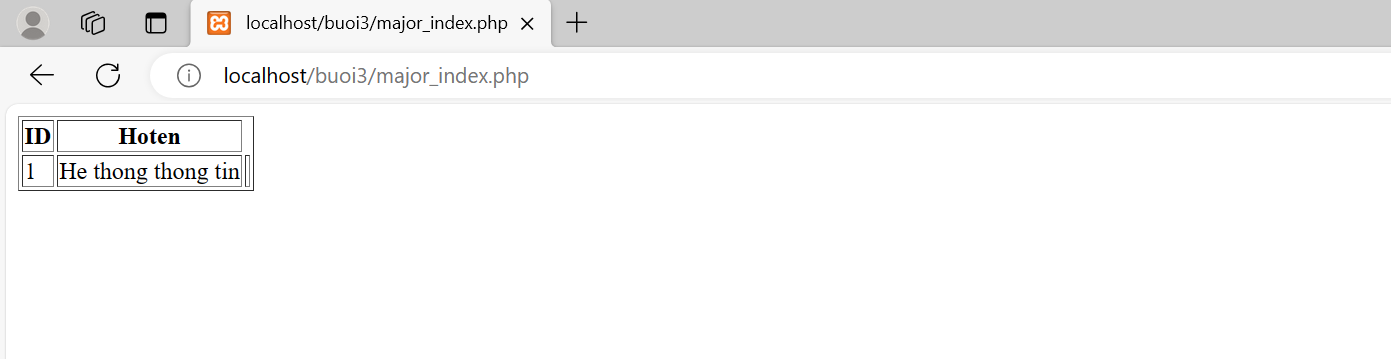 localhost/buoi3/major_index.php
localhost/buoi3/major_index.php
ID Hoten
1 He thong thong tin